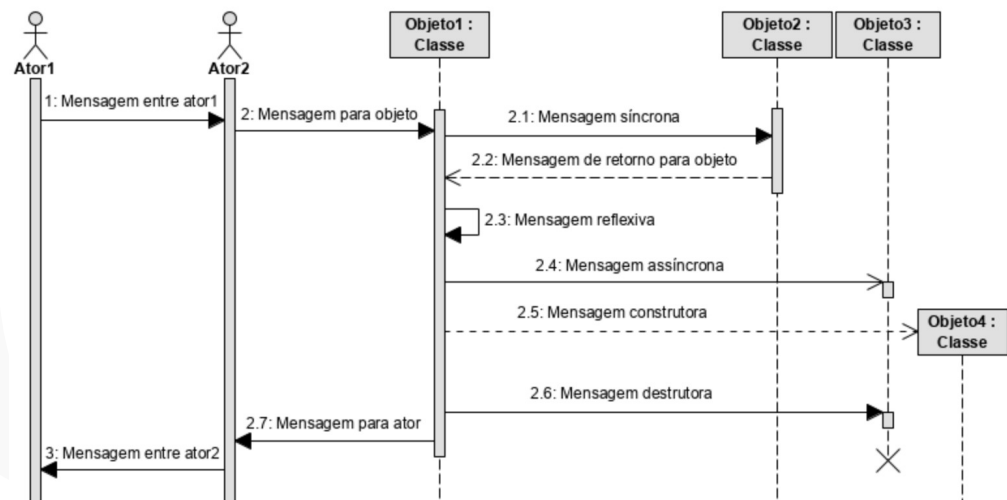 Ator1
Ator2
Objeto1 :
Classe
Objeto2 :
Classe
Objeto3 :
Classe
1: Mensagem entre ator1
2: Mensagem para objeto
2.1: Mensagem síncrona
2.2: Mensagem de retorno para objeto
2.3: Mensagem reflexiva
2.4: Mensagem assíncrona
2.5: Mensagem construtora
Objeto4 :
Classe
2.6: Mensagem destrutora
2.7: Mensagem para ator
3: Mensagem entre ator2